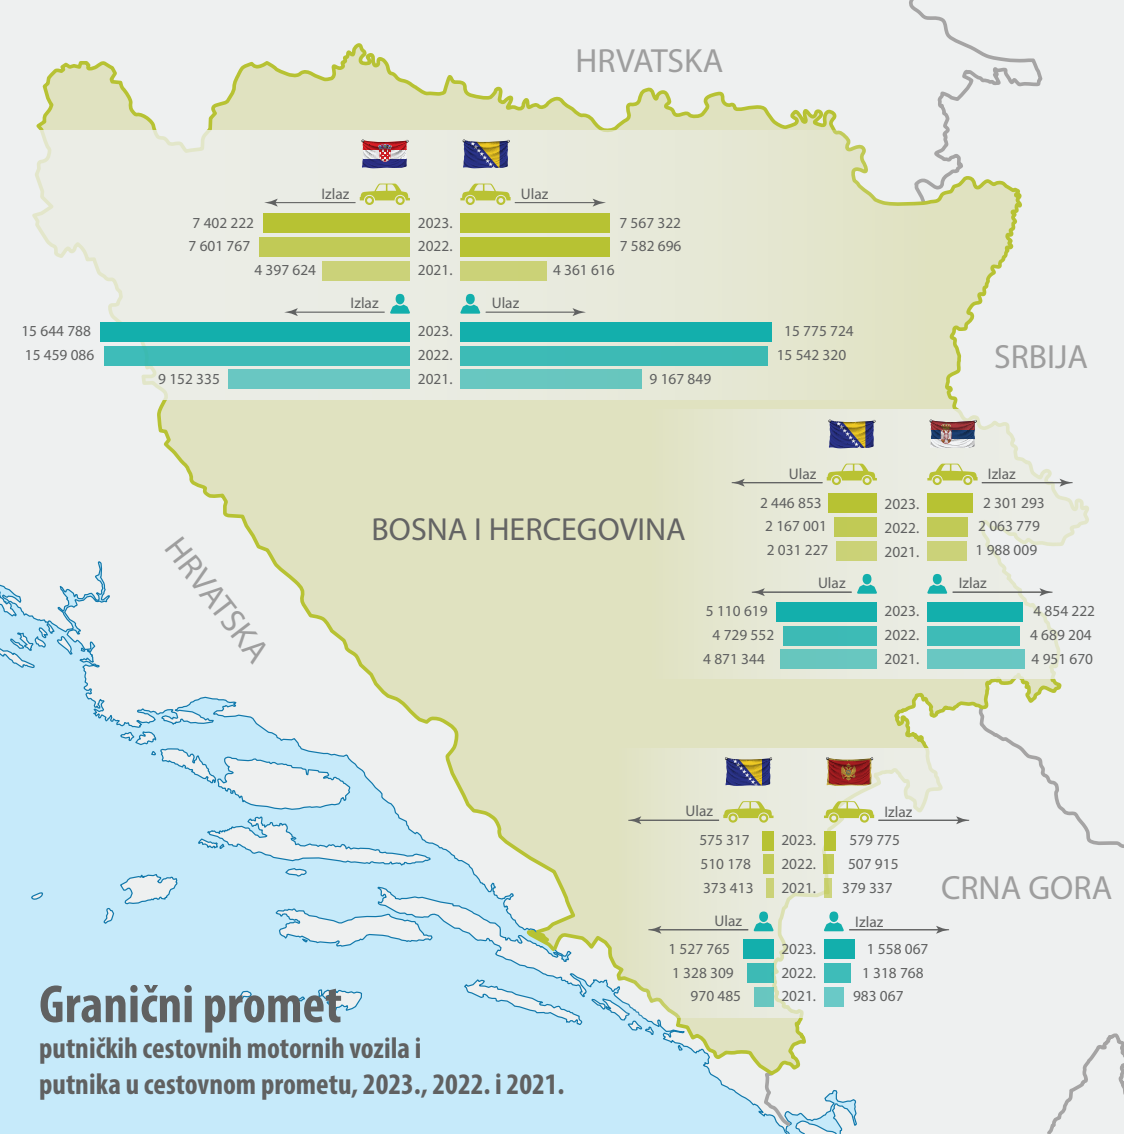 HRVATSKA
Izlaz Ulaz
7 402 222 2023. 7 567 322
7 601 767 2022. 7 582 696
4 397 624 2021. 4 361 616
Izlaz Ulaz
15 644 788 2023. 15 775 724
15 459 086 2022. 15 542 320
9 152 335 2021. 9 167 849
SRBIJA
Ulaz Izlaz
2 446 853 2023. 2 301 293
2 167 001 2022. 2 063 779
2 031 227 2021. 1 988 009
BOSNA I HERCEGOVINA
Ulaz Izlaz
5 110 619 2023. 4 854 222
4 729 552 2022. 4 689 204
4 871 344 2021. 4 951 670
HRVATSKA
Ulaz Izlaz
575 317 2023. 579 775
510 178 2022. 507 915
373 413 2021. 379 337
CRNA GORA
Ulaz Izlaz
1 527 765 2023. 1 558 067
1 328 309 2022. 1 318 768
970 485 2021. 983 067
Granični promet
putničkih cestovnih motornih vozila i
putnika u cestovnom prometu, 2023., 2022. i 2021.